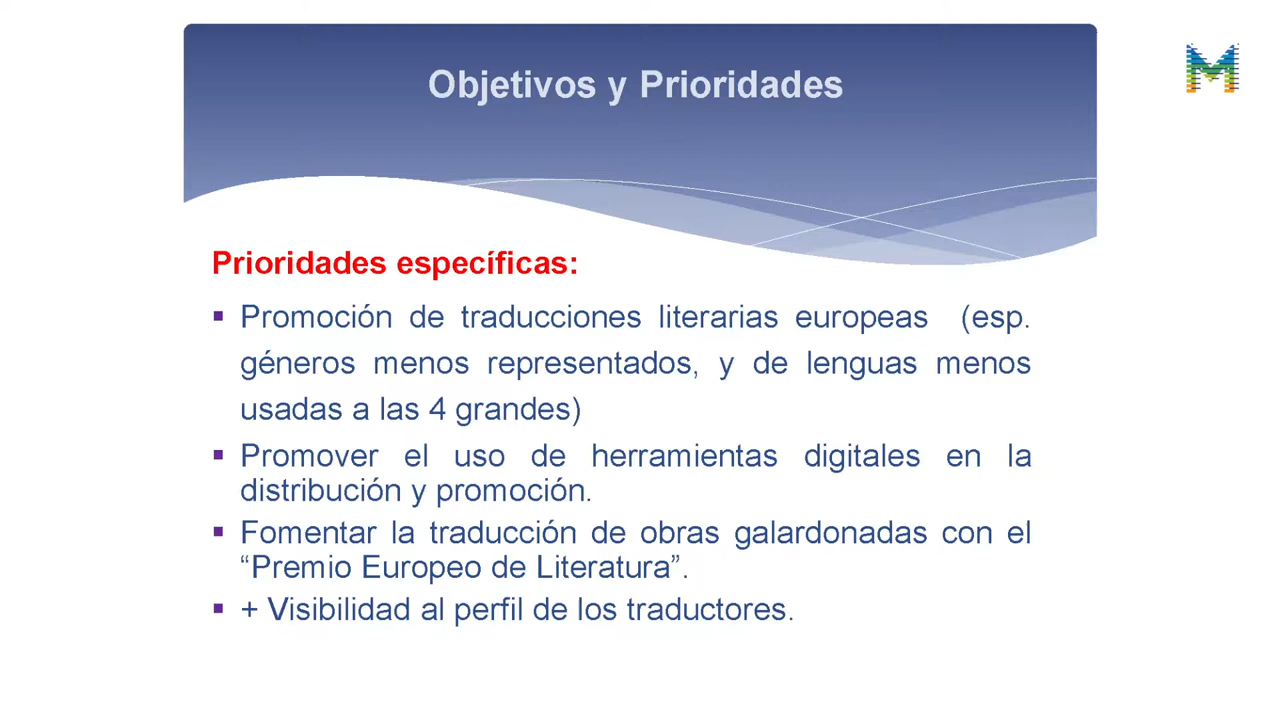 Objetivos y Prioridades
M
Prioridades específicas:
▪ Promoción de traducciones literarias europeas (esp.
géneros menos representados, y de lenguas menos
usadas a las 4 grandes)
▪ Promover el uso de herramientas digitales en la
distribución y promoción.
▪ Fomentar la traducción de obras galardonadas con el
“Premio Europeo de Literatura”.
▪ + Visibilidad al perfil de los traductores.